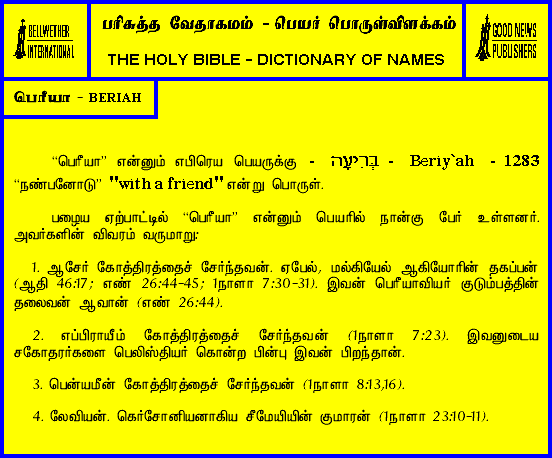 BELLWETHER
INTERNATIONAL
பரிசுத்த வேதாகமம் - பெயர் பொருள்விளக்கம்
THE HOLY BIBLE - DICTIONARY OF NAMES
GOOD NEWS
PUBLISHERS
பெரீயா - BERIAH
“பெரீயா” என்னும் எபிரெய பெயருக்கு - בְּרִיעָה - Beriy`ah - 1283
“நண்பனோடு” "with a friend" என்று பொருள்.
பழைய ஏற்பாட்டில் “பெரீயா” என்னும் பெயரில் நான்கு பேர் உள்ளனர்.
அவர்களின் விவரம் வருமாறு:
1. ஆசேர் கோத்திரத்தைச் சேர்ந்தவன். ஏபேல், மல்கியேல் ஆகியோரின் தகப்பன்
(ஆதி 46:17; எண் 26:44-45; 1நாளா 7:30-31). இவன் பெரீயாவியர் குடும்பத்தின்
தலைவன் ஆவான் (எண் 26:44).
2. எப்பிராயீம் கோத்திரத்தைச் சேர்ந்தவன் (1நாளா 7:23). இவனுடைய
சகோதரர்களை பெலிஸ்தியர் கொன்ற பின்பு இவன் பிறந்தான்.
3. பென்யமீன் கோத்திரத்தைச் சேர்ந்தவன் (1நாளா 8:13,16).
4. லேவியன். கெர்சோனியனாகிய சீமேயியின் குமாரன் (1நாளா 23:10-11).